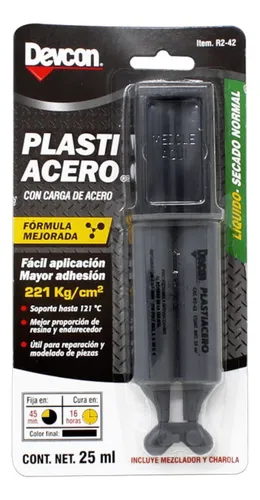 Devcon®
Item. R2-42
PLASTI
ACERO®
CON CARGA DE ACERO
FÓRMULA
MEJORADA
Fácil aplicación
Mayor adhesión
221 Kg/cm²
• Soporta hasta 121 °C
• Mejor proporción de
resina y endurecedor
• Útil para reparación y
modelado de piezas
Fija en:
Cura en:
45
min.
16
horas
Color final:
CONT. NET. 25 ml
INCLUYE MEZCLADOR Y CHAROLA
LÍQUIDO- SECADO NORMAL
Devcon
PLASTIACERO